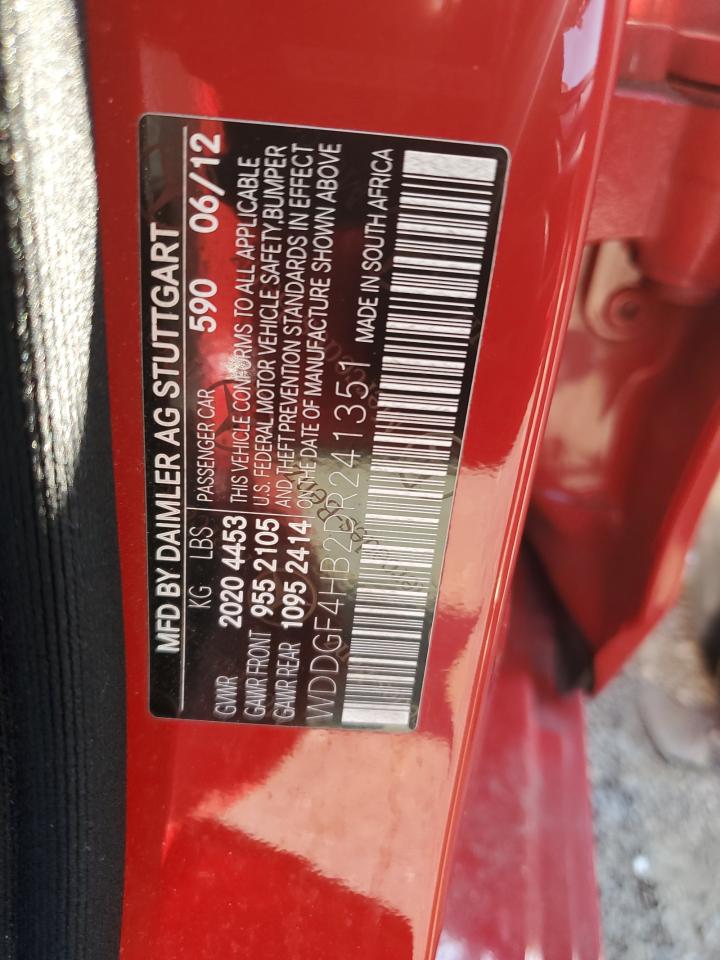 MFD BY DAIMLER AG STUTTGART
KG LBS PASSENGER CAR 590 06/12
GVWR 2020 4453 THIS VEHICLE CONFORMS TO ALL APPLICABLE
GAWR FRONT 955 2105 U.S. FEDERAL MOTOR VEHICLE SAFETY,BUMPER
GAWR REAR 1095 2414 AND THEFT PREVENTION STANDARDS IN EFFECT
ON THE DATE OF MANUFACTURE SHOWN ABOVE
WDDGF4HB2DR241351 MADE IN SOUTH AFRICA